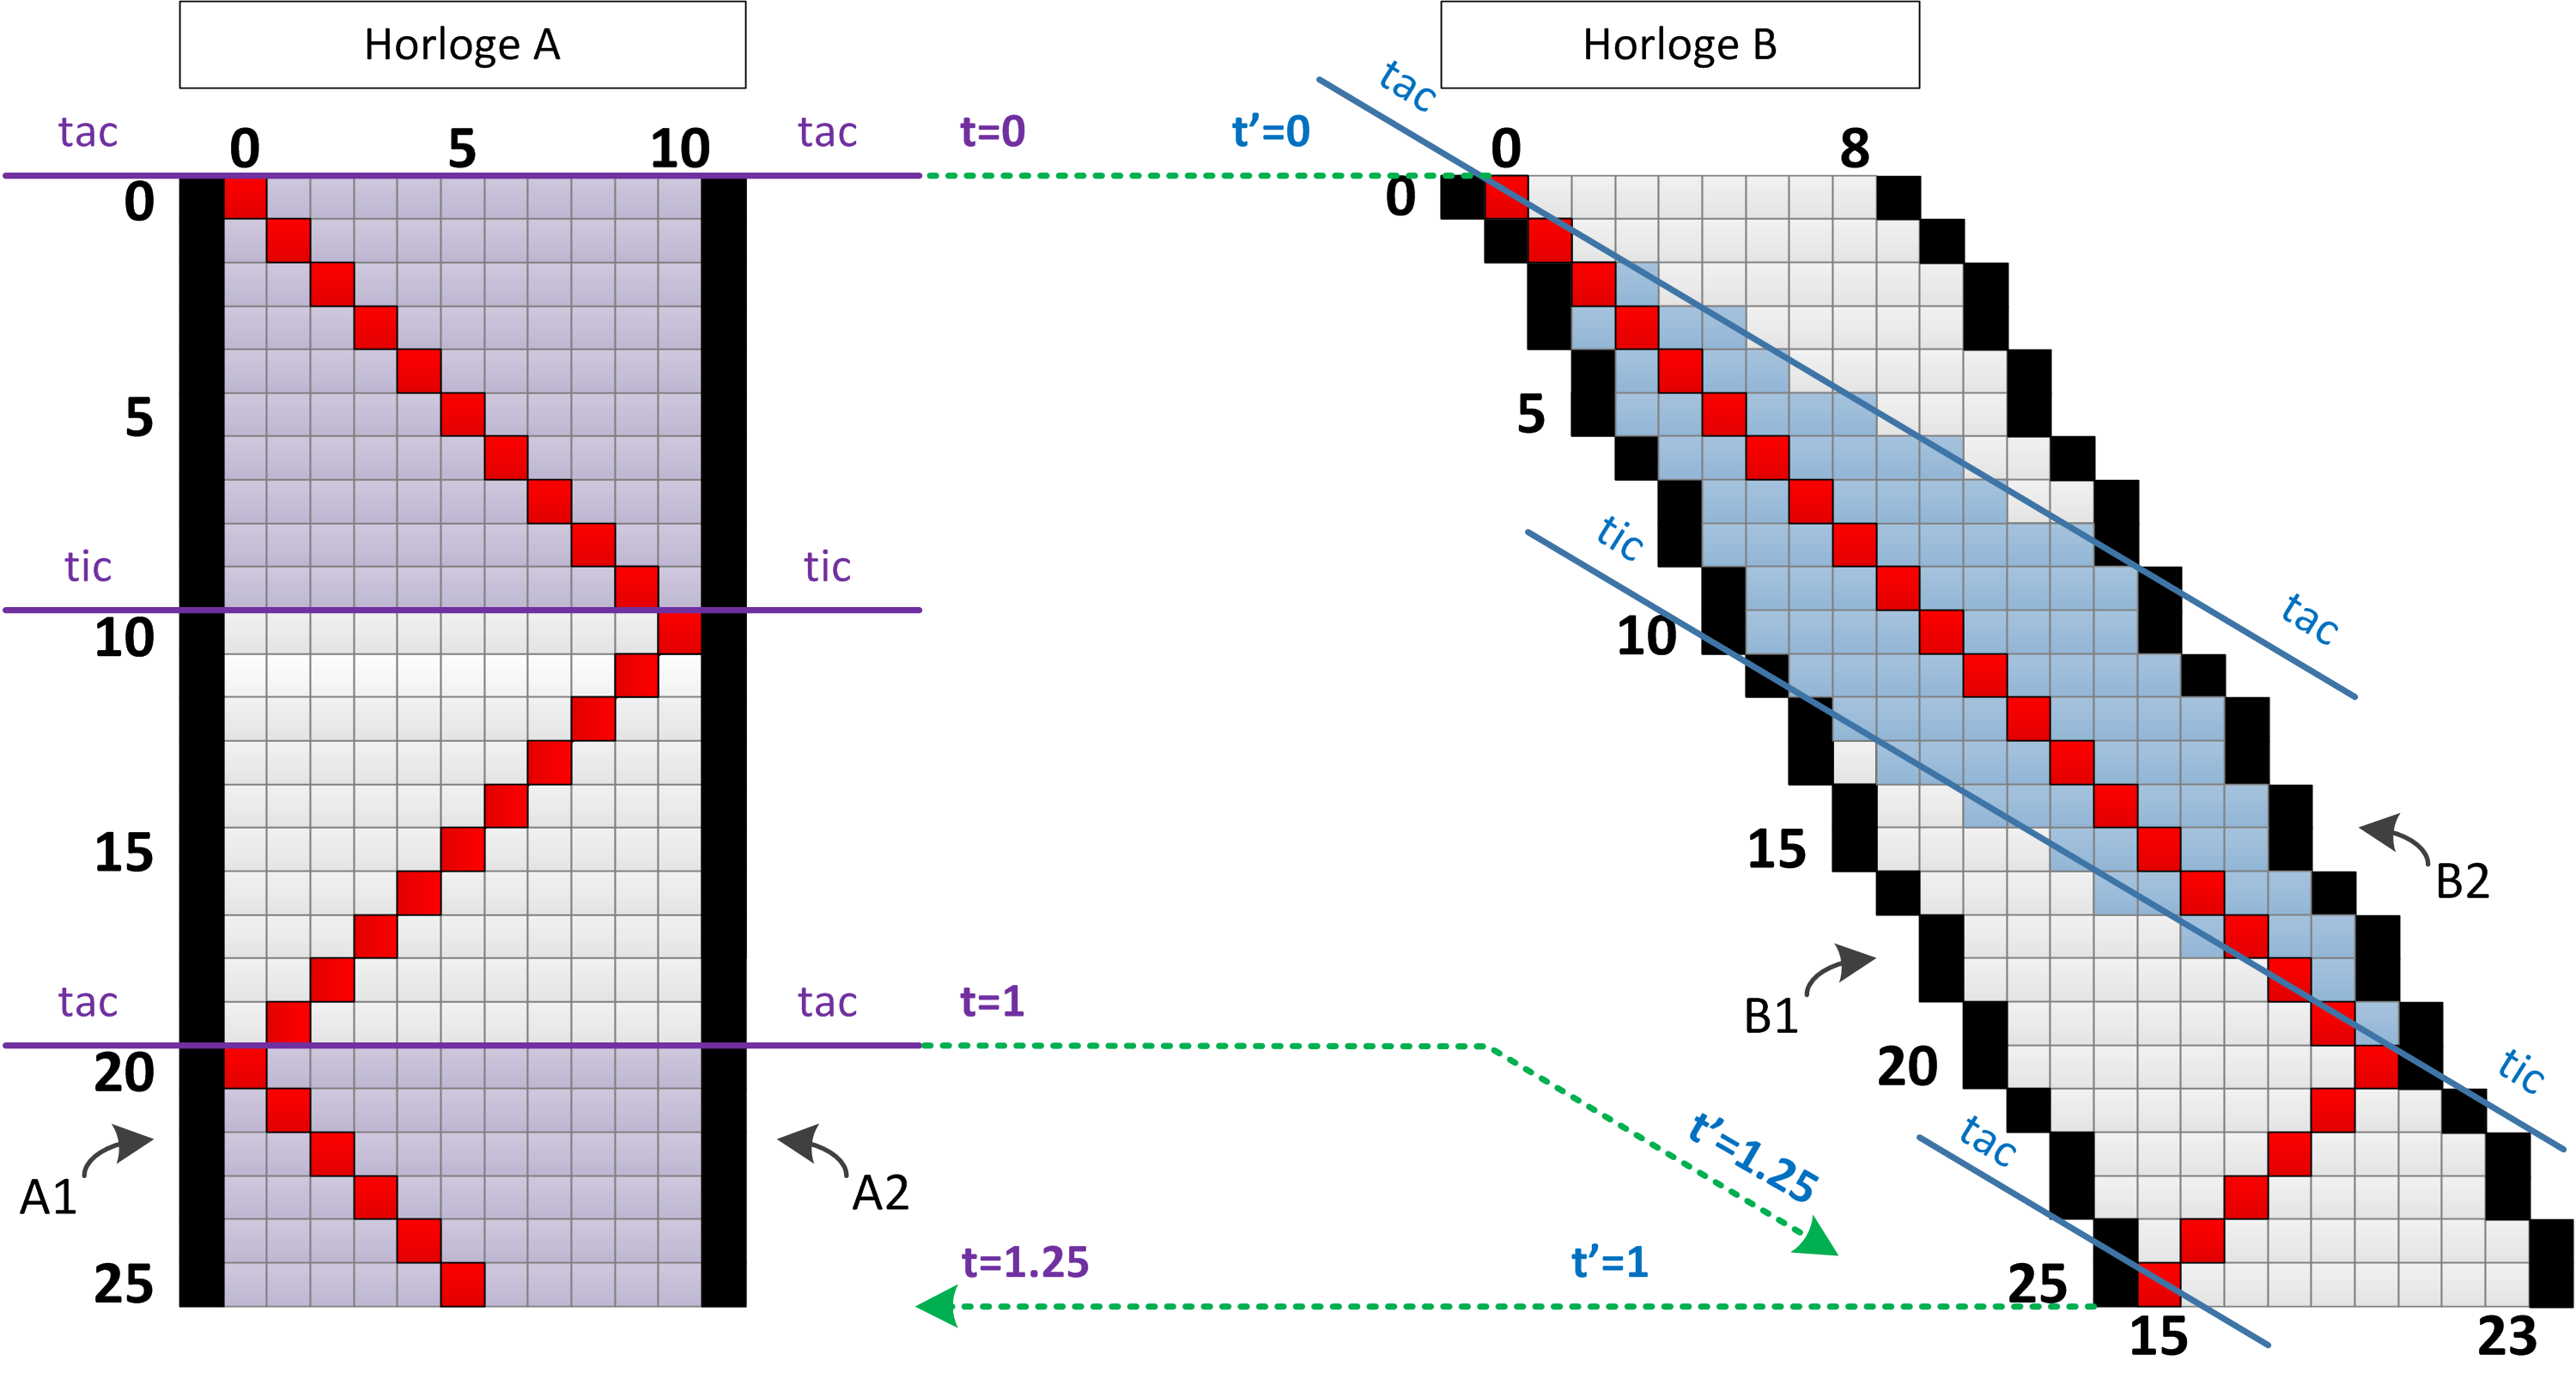 Horloge A
Horloge B
tac
tac 0 5 10 tac t=0 t’=0 0 8
0 0
5 5
tic tic tic
tac
10 10
15 15
B2
B1
tac tac t=1
20 20
tic
t’=1.25
tac
A1 A2
t=1.25 t’=1
25 25
15 23